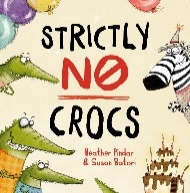 STRICTLY
NO
CROCS
Heather Pindar
& Susan Batori